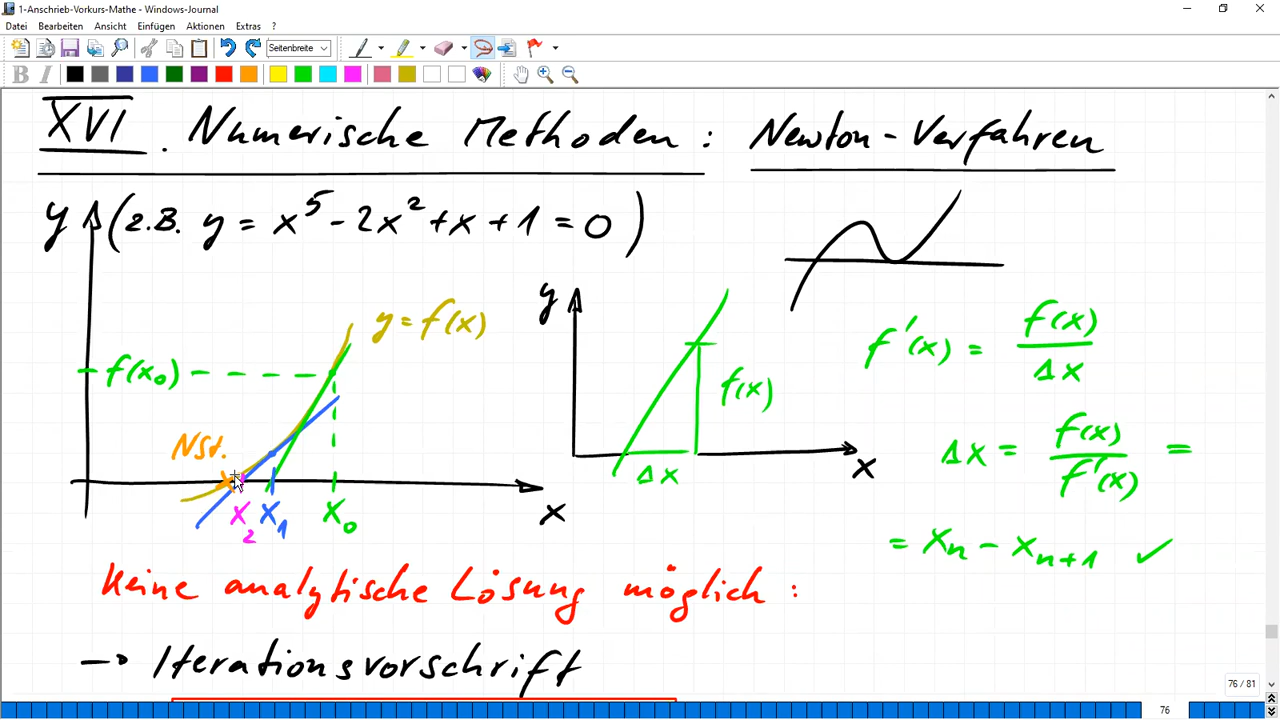 1-Anschrieb-Vorkurs-Mathe - Windows-Journal
Datei Bearbeiten Ansicht Einfügen Aktionen Extras ?
Seitenbreite
B I
XVI. Numerische Methoden: Newton-Verfahren
y (z.B. y = x⁵ - 2x² + x + 1 = 0)
y = f(x)
f(x₀)
NSt.
x₂ x₁ x₀ x
y
f(x)
Δx
x
f'(x) = f(x) / Δx
Δx = f(x) / f'(x) =
= xₙ - xₙ₊₁ ✓
Keine analytische Lösung möglich:
→ Iterationsvorschrift
76 / 81
76